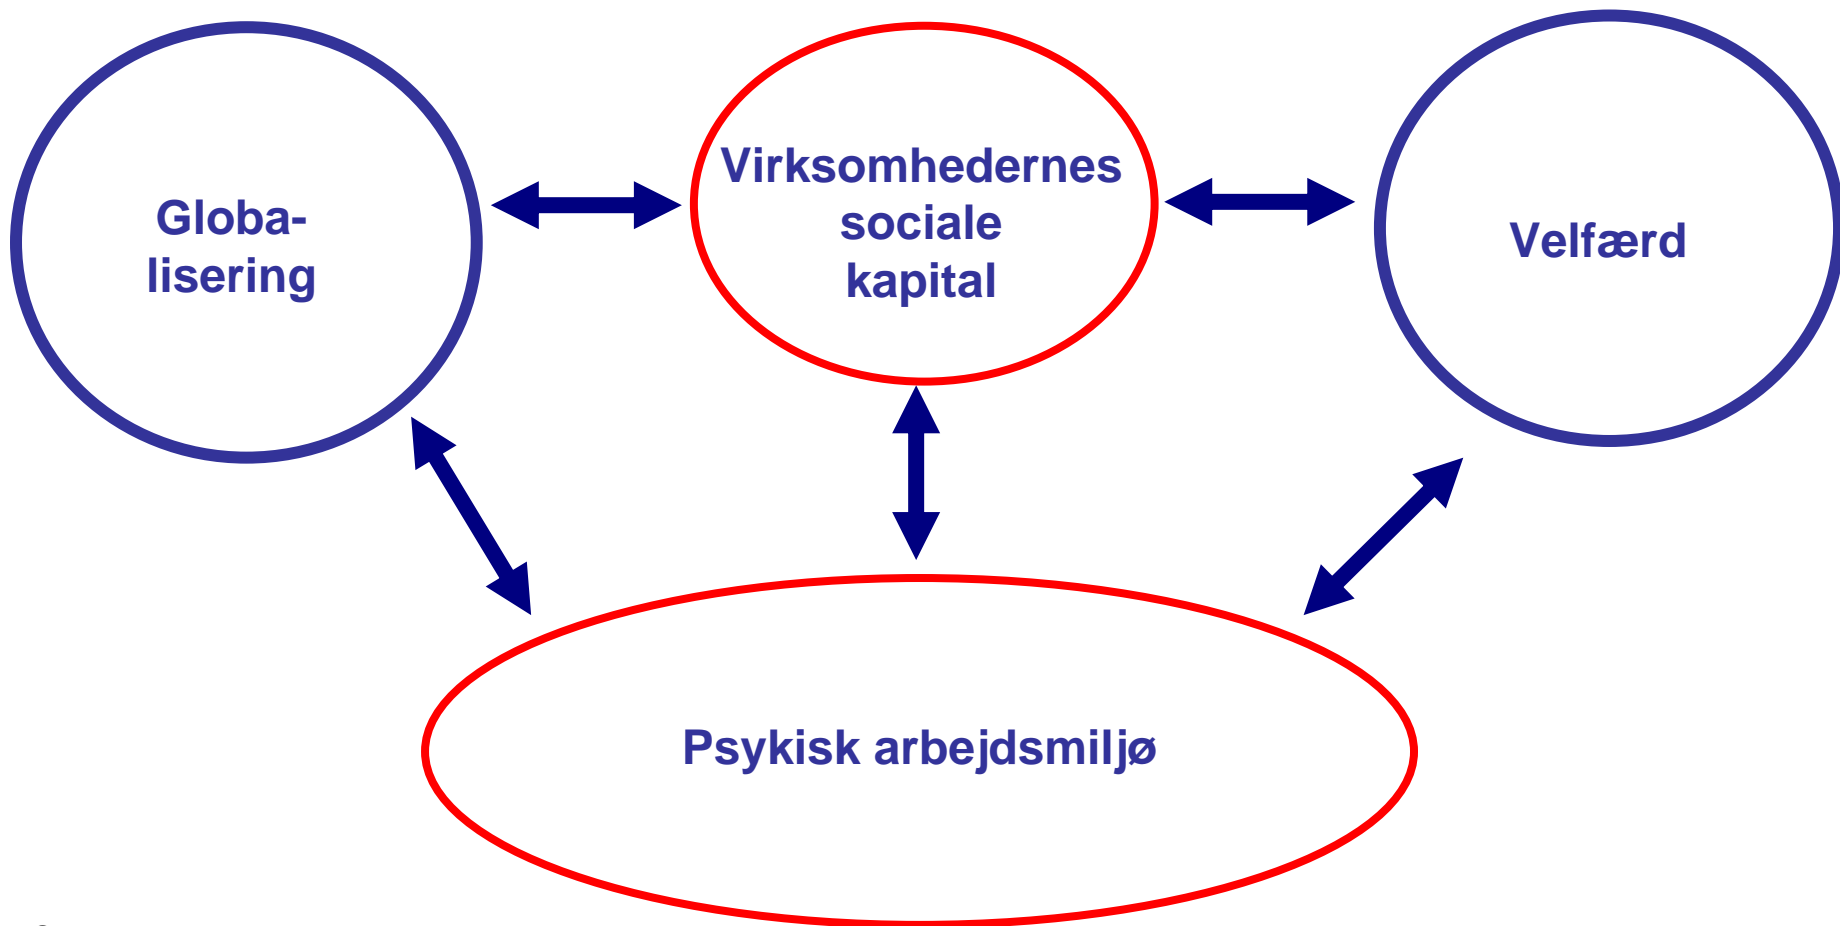 Globa-
lisering
Virksomhedernes
sociale
kapital
Velfærd
Psykisk arbejdsmiljø